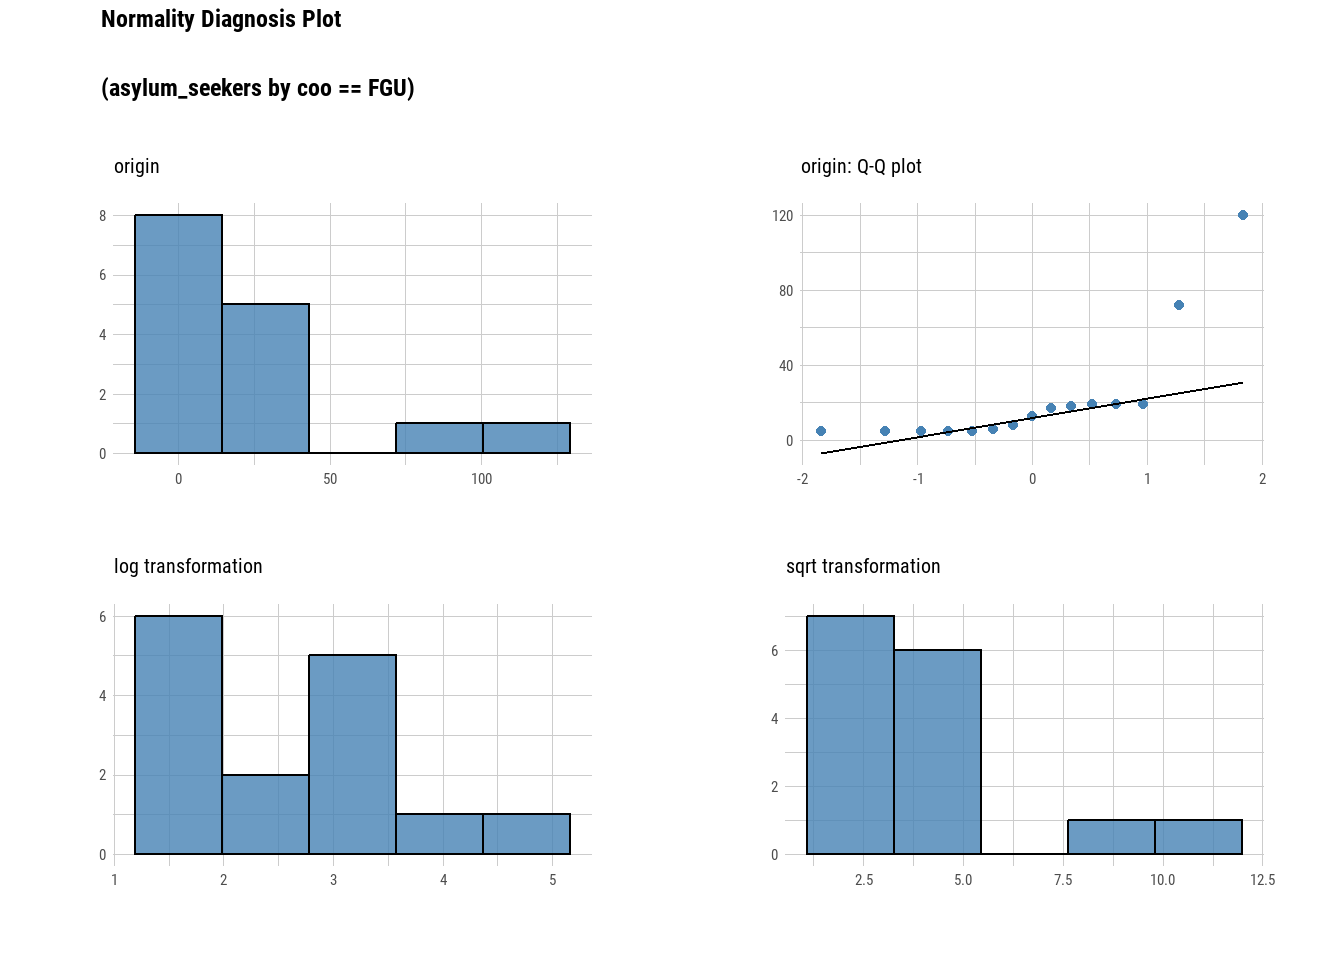 Normality Diagnosis Plot
(asylum_seekers by coo == FGU)
origin
8
6
4
2
0
0 50 100
origin: Q-Q plot
120
80
40
0
-2 -1 0 1 2
log transformation
6
4
2
0
1 2 3 4 5
sqrt transformation
6
4
2
0
2.5 5.0 7.5 10.0 12.5